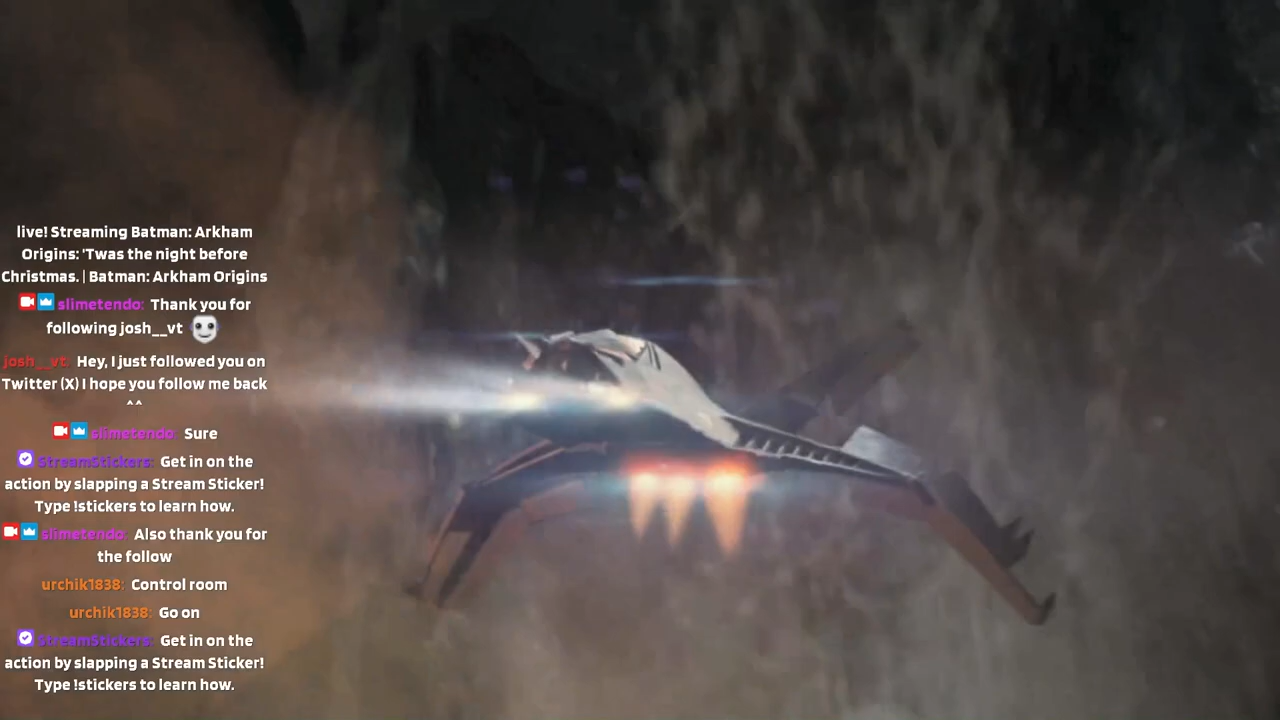 live! Streaming Batman: Arkham
Origins: 'Twas the night before
Christmas. | Batman: Arkham Origins
slimetendo: Thank you for
following josh__vt
josh__vt: Hey, I just followed you on
Twitter (X) I hope you follow me back
^^
slimetendo: Sure
StreamStickers: Get in on the
action by slapping a Stream Sticker!
Type !stickers to learn how.
slimetendo: Also thank you for
the follow
urchik1838: Control room
urchik1838: Go on
StreamStickers: Get in on the
action by slapping a Stream Sticker!
Type !stickers to learn how.